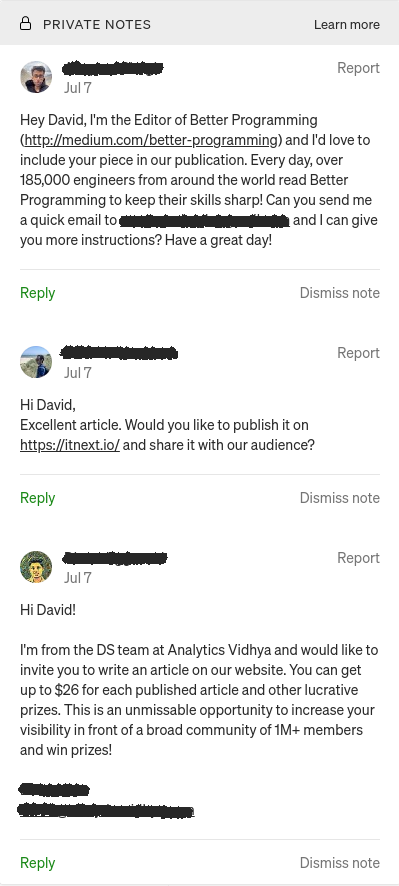 PRIVATE NOTES Learn more
Report
Jul 7
Hey David, I'm the Editor of Better Programming
(http://medium.com/better-programming) and I'd love to
include your piece in our publication. Every day, over
185,000 engineers from around the world read Better
Programming to keep their skills sharp! Can you send me
a quick email to and I can give
you more instructions? Have a great day!
Reply Dismiss note
Report
Jul 7
Hi David,
Excellent article. Would you like to publish it on
https://itnext.io/ and share it with our audience?
Reply Dismiss note
Report
Jul 7
Hi David!
I'm from the DS team at Analytics Vidhya and would like to
invite you to write an article on our website. You can get
up to $26 for each published article and other lucrative
prizes. This is an unmissable opportunity to increase your
visibility in front of a broad community of 1M+ members
and win prizes!
Reply Dismiss note